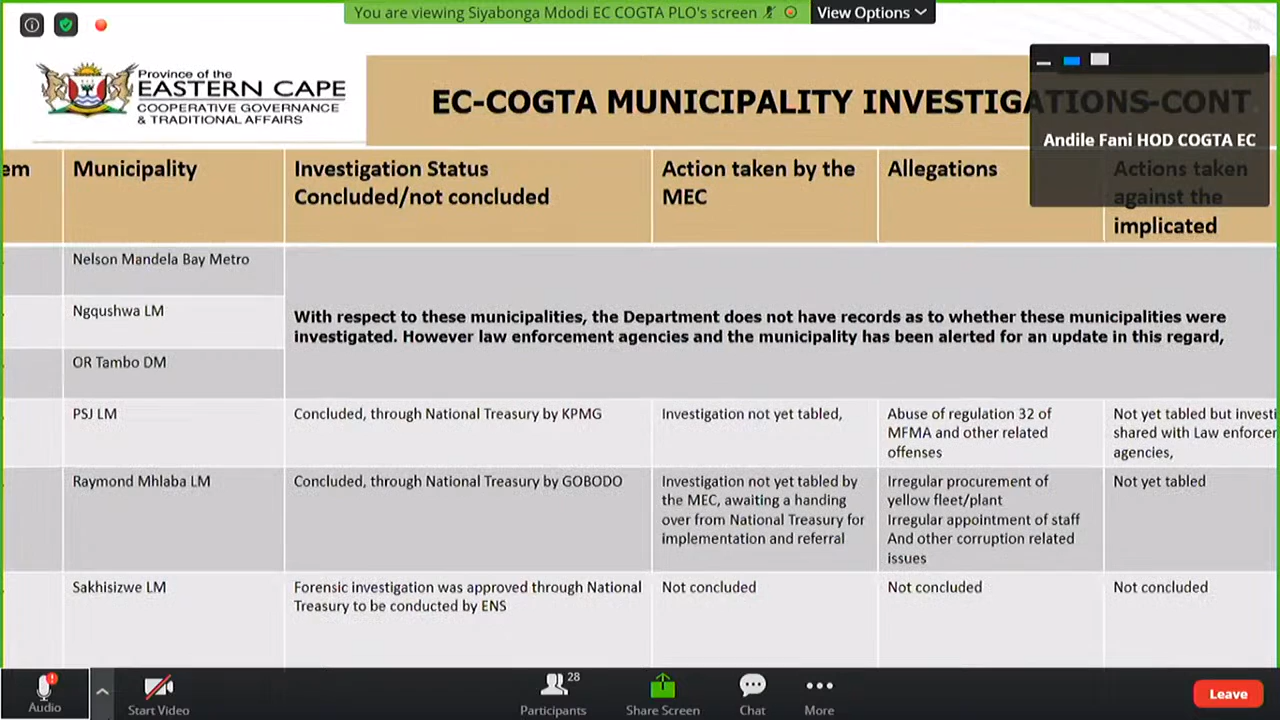 You are viewing Siyabonga Mdodi EC COGTA PLO's screen
View Options
Province of the
EASTERN CAPE
COOPERATIVE GOVERNANCE
& TRADITIONAL AFFAIRS
EC-COGTA MUNICIPALITY INVESTIGATIONS-CONT.
Andile Fani HOD COGTA EC
em
Municipality
Investigation Status
Concluded/not concluded
Action taken by the
MEC
Allegations
Actions taken
against the
implicated
Nelson Mandela Bay Metro
Ngqushwa LM
OR Tambo DM
With respect to these municipalities, the Department does not have records as to whether these municipalities were
investigated. However law enforcement agencies and the municipality has been alerted for an update in this regard,
PSJ LM
Concluded, through National Treasury by KPMG
Investigation not yet tabled,
Abuse of regulation 32 of
MFMA and other related
offenses
Not yet tabled but investi
shared with Law enforcer
agencies,
Raymond Mhlaba LM
Concluded, through National Treasury by GOBODO
Investigation not yet tabled by
the MEC, awaiting a handing
over from National Treasury for
implementation and referral
Irregular procurement of
yellow fleet/plant
Irregular appointment of staff
And other corruption related
issues
Not yet tabled
Sakhisizwe LM
Forensic investigation was approved through National
Treasury to be conducted by ENS
Not concluded
Not concluded
Not concluded
Audio
Start Video
Participants
28
Share Screen
Chat
More
Leave